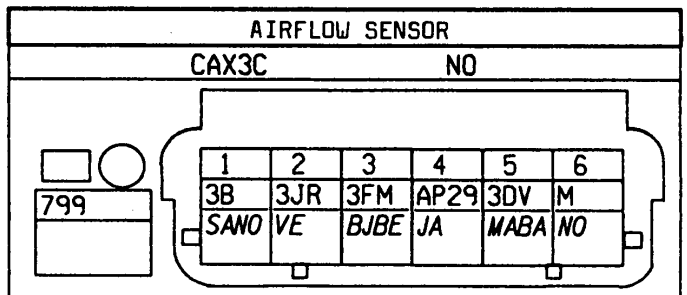 AIRFLOW SENSOR
CAX3C NO
1 2 3 4 5 6
3B 3JR 3FM AP29 3DV M
799
SANO VE BJBE JA MABA NO